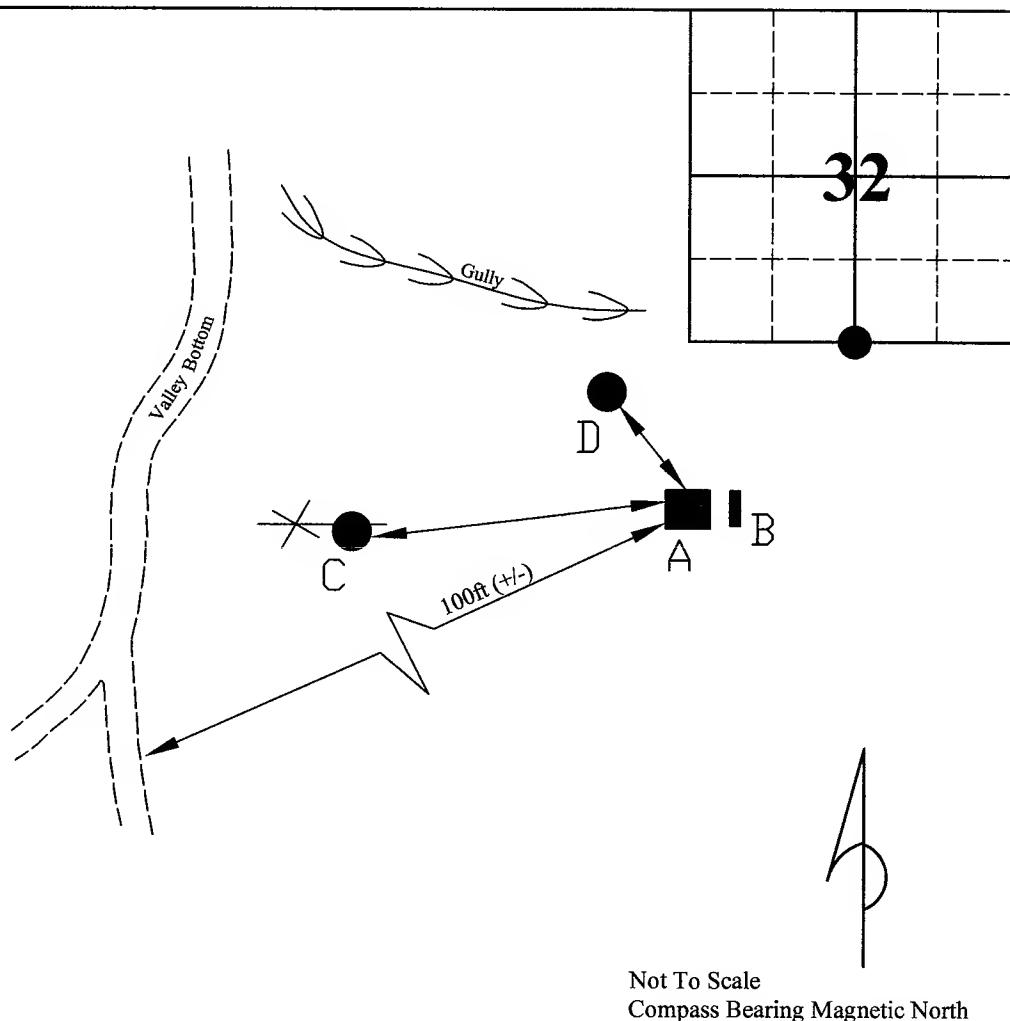 32
Gully
Valley Bottom
D
B
A
C
100ft (+/-)
Not To Scale
Compass Bearing Magnetic North